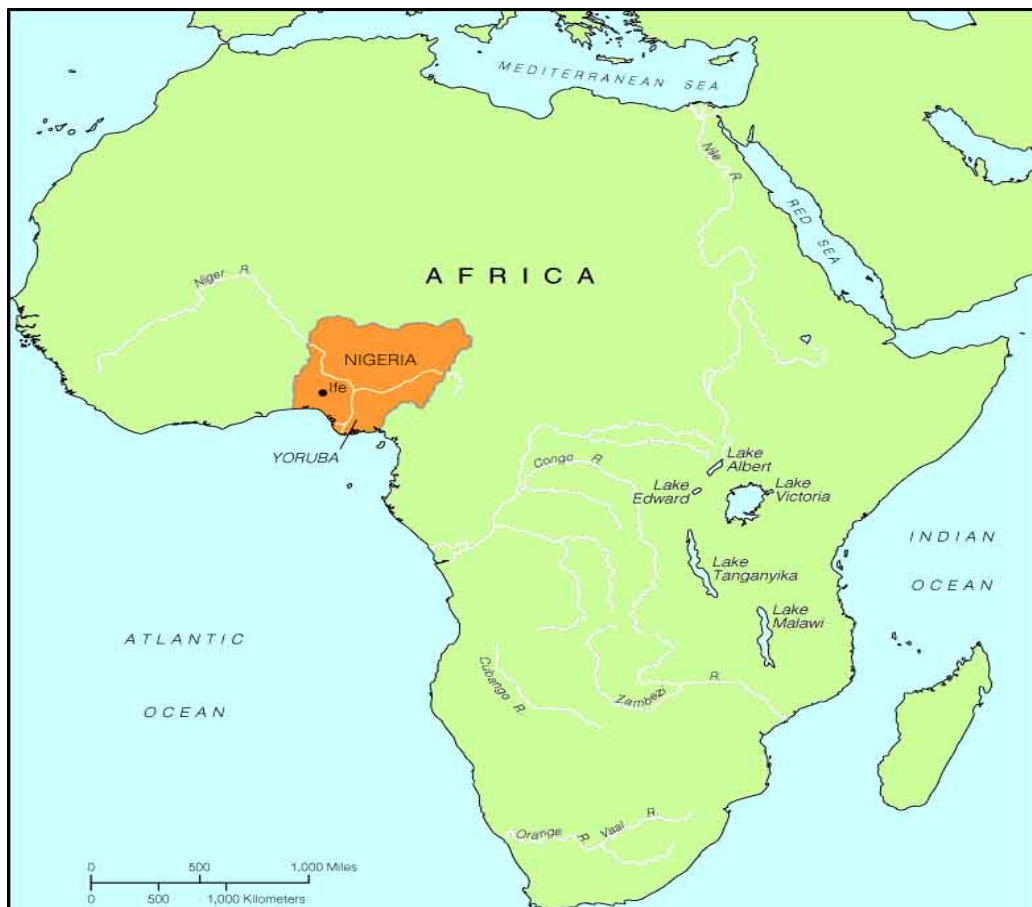 MEDITERRANEAN SEA
Nile R.
RED SEA
AFRICA
Niger R.
NIGERIA
Ife
YORUBA
Congo R.
Lake
Albert
Lake
Edward
Lake
Victoria
INDIAN
OCEAN
Lake
Tanganyika
Lake
Malawi
ATLANTIC
OCEAN
Cubango R.
Zambezi R.
Orange R.
Vaal R.
0 500 1,000 Miles
0 500 1,000 Kilometers